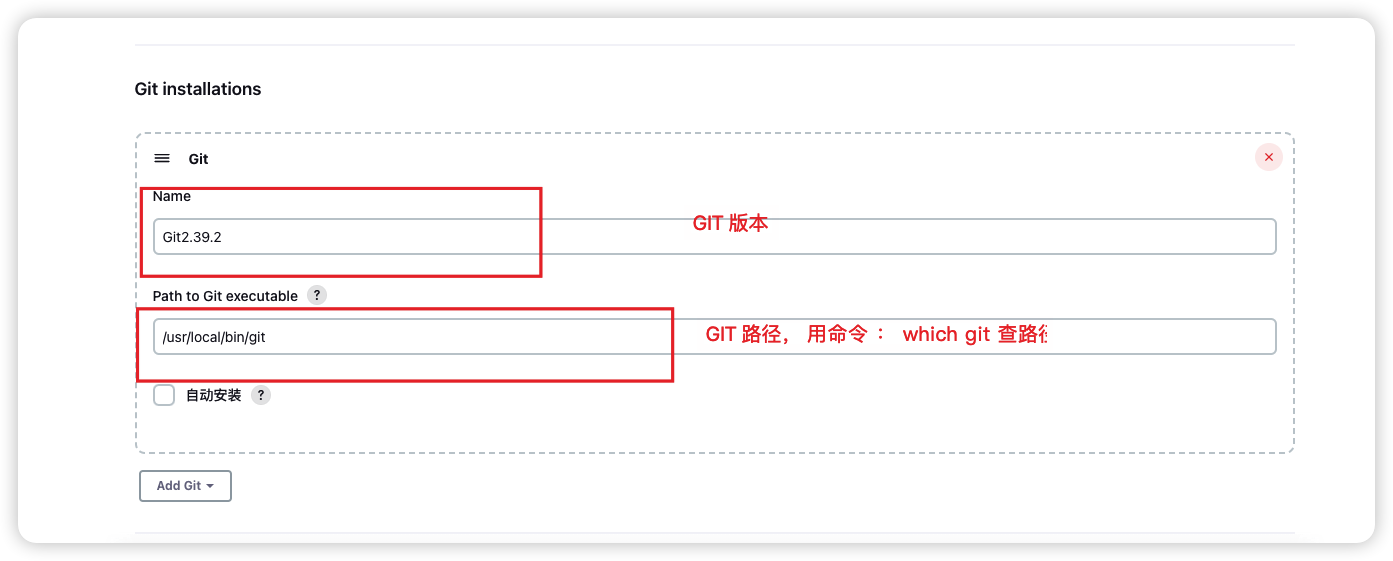 Git installations
Git
Name
Git2.39.2
GIT 版本
Path to Git executable ?
/usr/local/bin/git
GIT 路径， 用命令： which git 查路径
自动安装 ?
Add Git